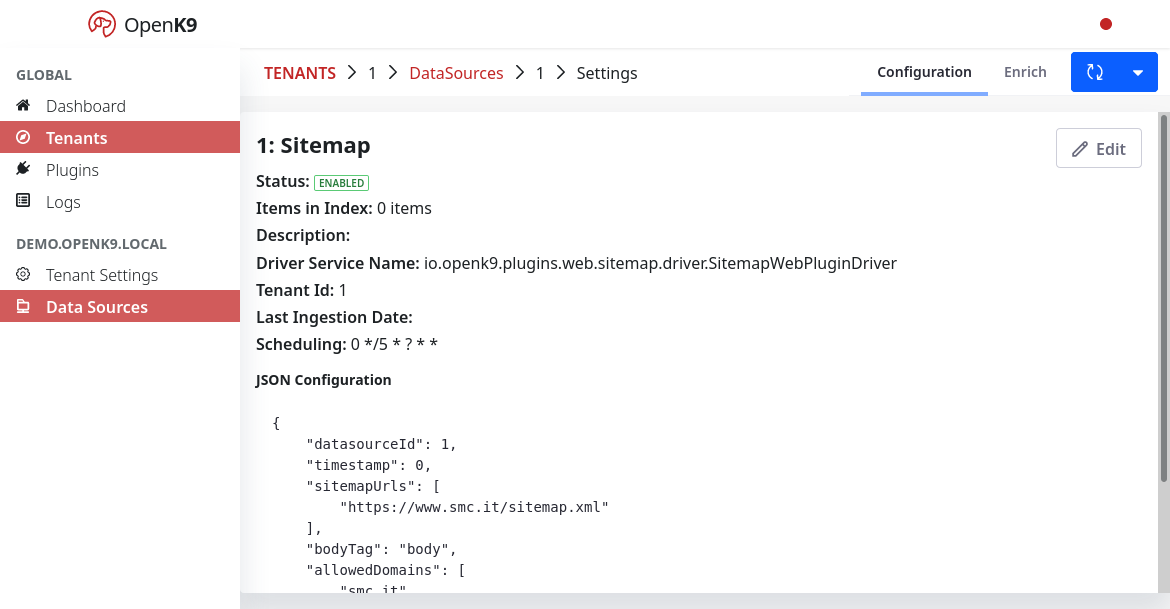 OpenK9
TENANTS > 1 > DataSources > 1 > Settings
Configuration Enrich
GLOBAL
Dashboard
Tenants
Plugins
Logs
DEMO.OPENK9.LOCAL
Tenant Settings
Data Sources
1: Sitemap
Edit
Status: ENABLED
Items in Index: 0 items
Description:
Driver Service Name: io.openk9.plugins.web.sitemap.driver.SitemapWebPluginDriver
Tenant Id: 1
Last Ingestion Date:
Scheduling: 0 */5 * ? * *
JSON Configuration
{
"datasourceId": 1,
"timestamp": 0,
"sitemapUrls": [
"https://www.smc.it/sitemap.xml"
],
"bodyTag": "body",
"allowedDomains": [
"smc.it"